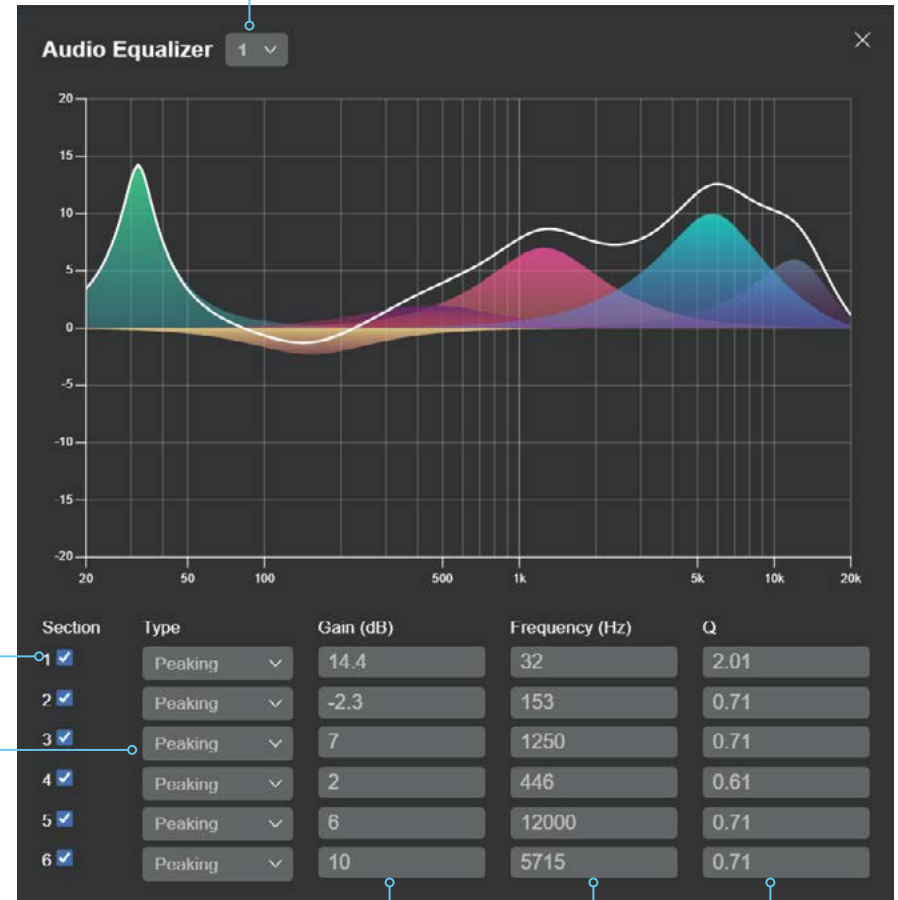 Audio Equalizer 1
20
15
10
5
0
-5
-10
-15
-20
20 50 100 500 1k 5k 10k 20k
Section Type Gain (dB) Frequency (Hz) Q
1 Peaking 14.4 32 2.01
2 Peaking -2.3 153 0.71
3 Peaking 7 1250 0.71
4 Peaking 2 446 0.61
5 Peaking 6 12000 0.71
6 Peaking 10 5715 0.71